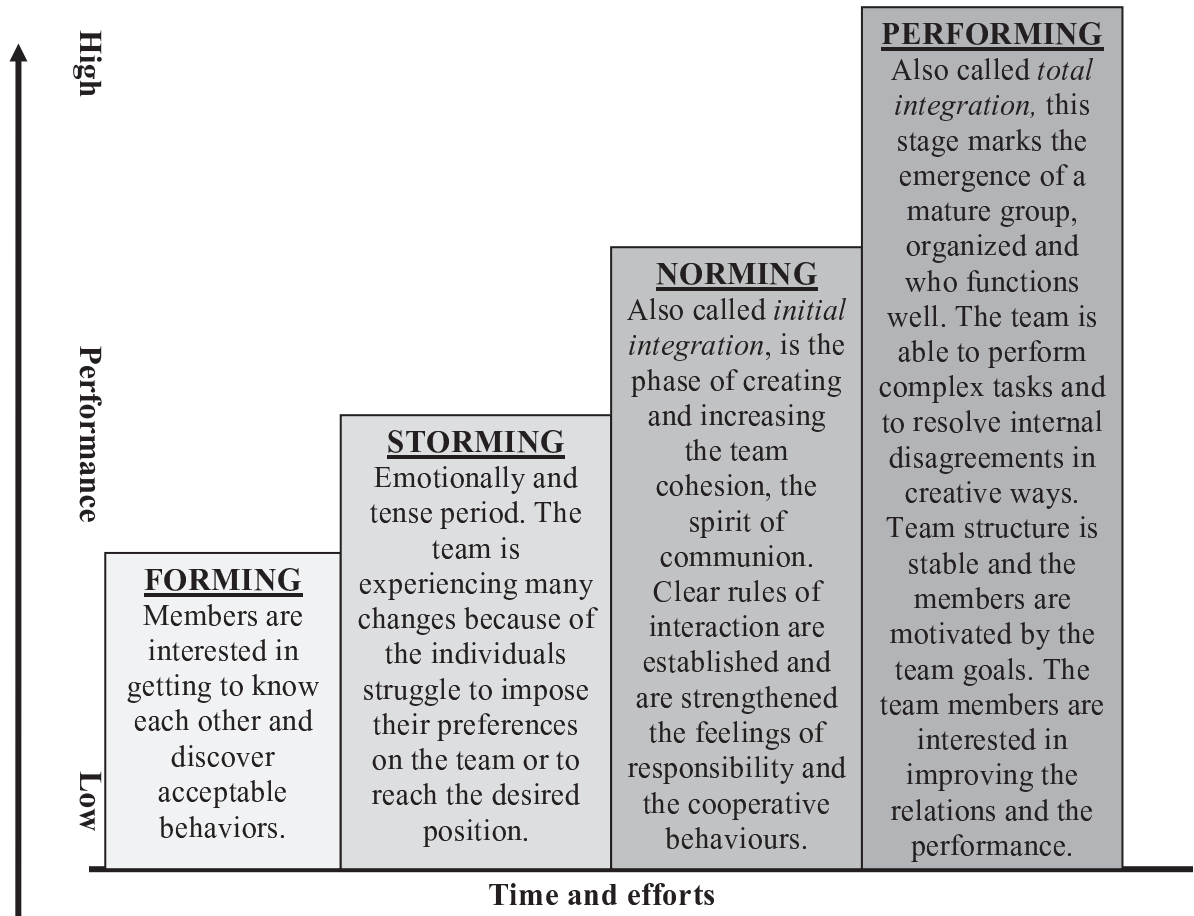 High
Performance
Low
FORMING
Members are
interested in
getting to know
each other and
discover
acceptable
behaviors.
STORMING
Emotionally and
tense period. The
team is
experiencing many
changes because of
the individuals
struggle to impose
their preferences
on the team or to
reach the desired
position.
NORMING
Also called initial
integration, is the
phase of creating
and increasing
the team
cohesion, the
spirit of
communion.
Clear rules of
interaction are
established and
are strengthened
the feelings of
responsibility and
the cooperative
behaviours.
PERFORMING
Also called total
integration, this
stage marks the
emergence of a
mature group,
organized and
who functions
well. The team is
able to perform
complex tasks and
to resolve internal
disagreements in
creative ways.
Team structure is
stable and the
members are
motivated by the
team goals. The
team members are
interested in
improving the
relations and the
performance.
Time and efforts